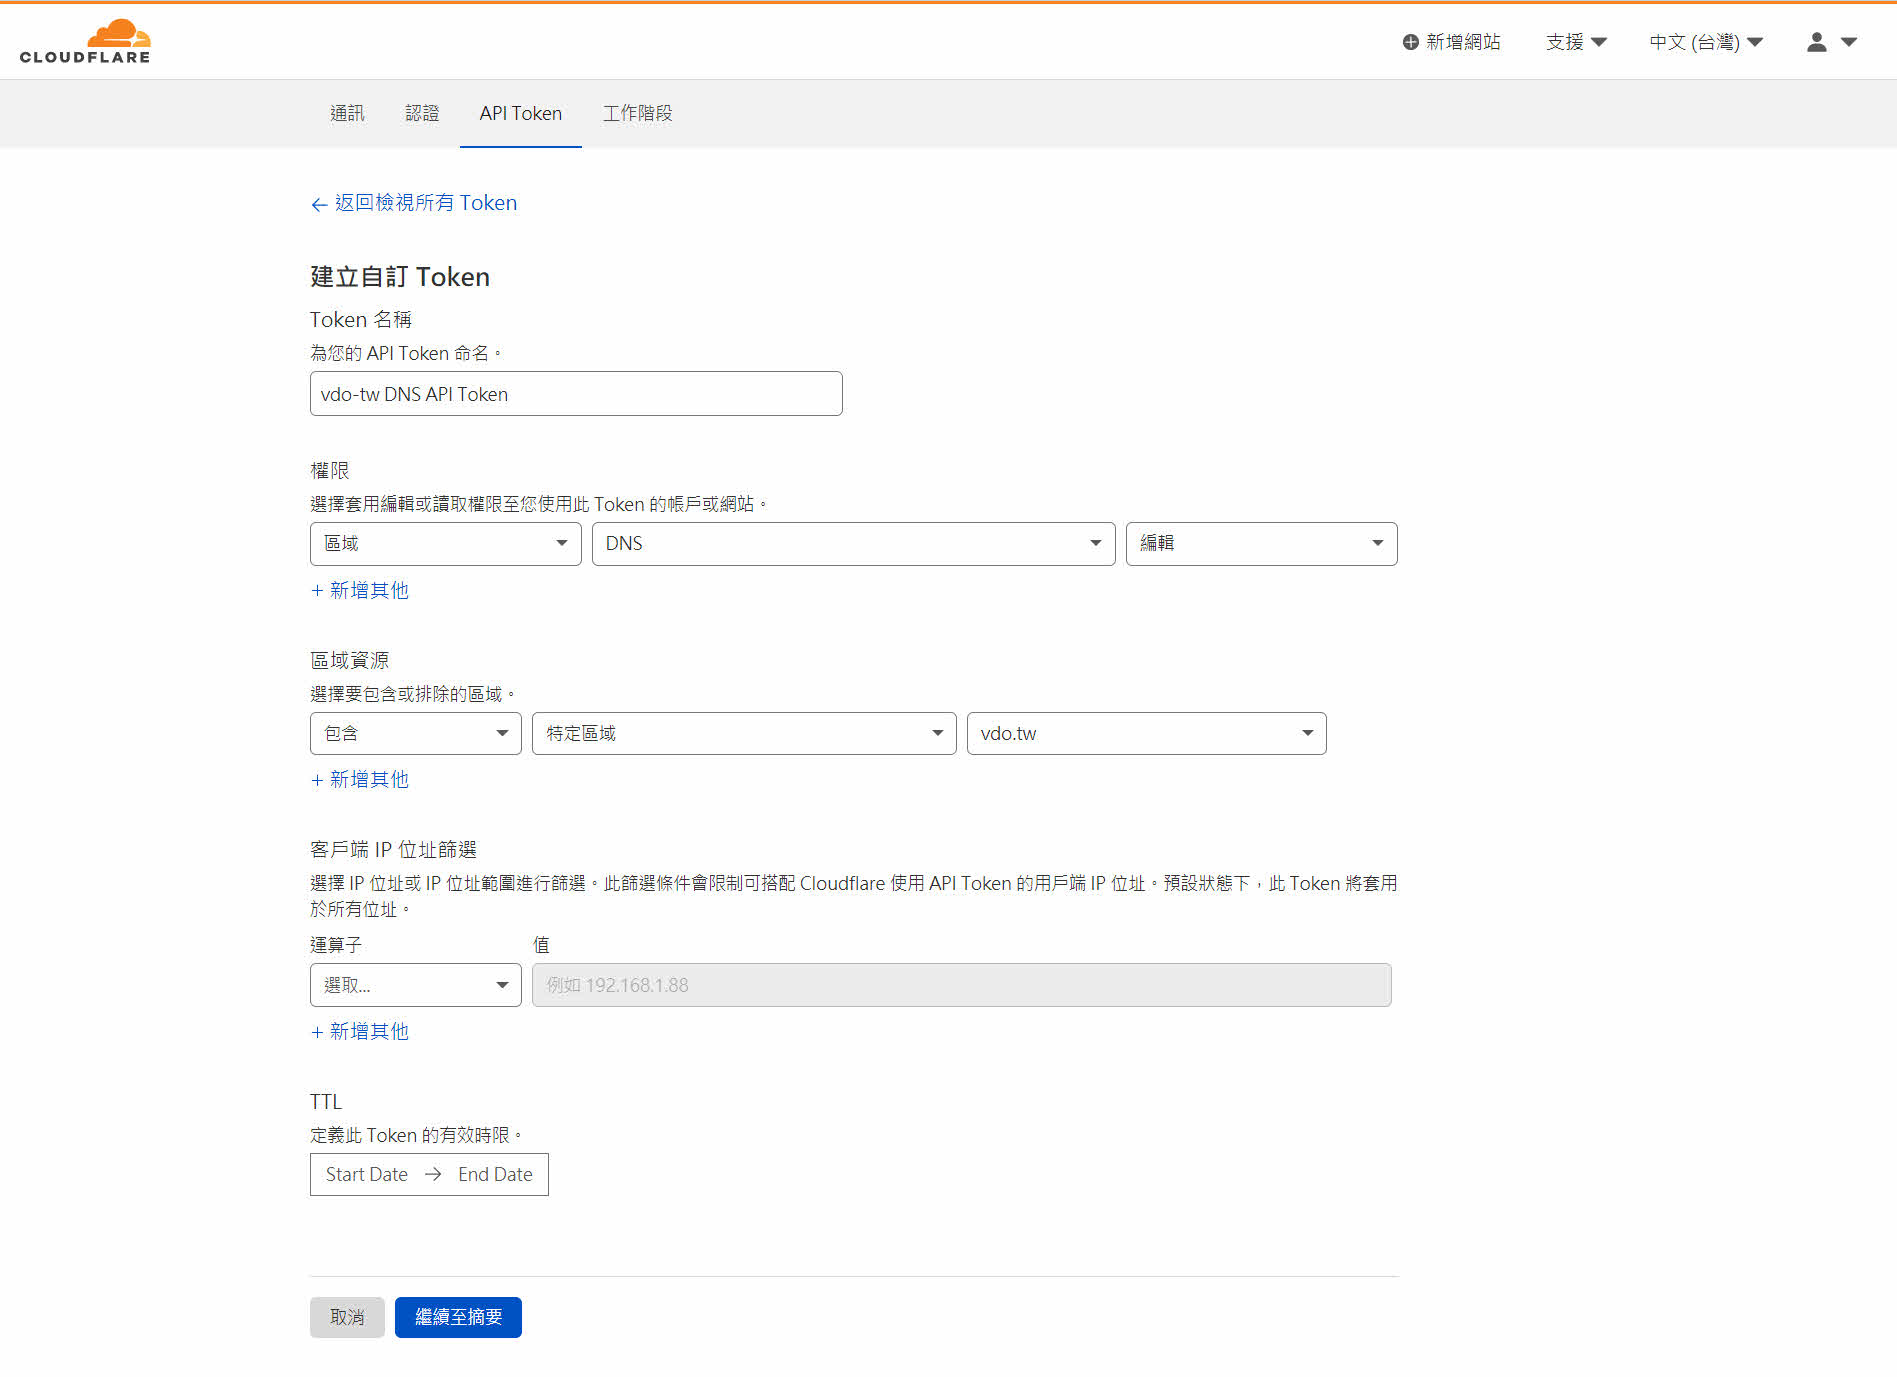 CLOUDFLARE
新增網站
支援
中文 (台灣)
通訊
認證
API Token
工作階段
← 返回檢視所有 Token
建立自訂 Token
Token 名稱
為您的 API Token 命名。
vdo-tw DNS API Token
權限
選擇套用編輯或讀取權限至您使用此 Token 的帳戶或網站。
區域
DNS
編輯
+ 新增其他
區域資源
選擇要包含或排除的區域。
包含
特定區域
vdo.tw
+ 新增其他
客戶端 IP 位址篩選
選擇 IP 位址或 IP 位址範圍進行篩選。此篩選條件會限制可搭配 Cloudflare 使用 API Token 的用戶端 IP 位址。預設狀態下，此 Token 將套用
於所有位址。
運算子
值
選取...
例如 192.168.1.88
+ 新增其他
TTL
定義此 Token 的有效時限。
Start Date → End Date
取消
繼續至摘要